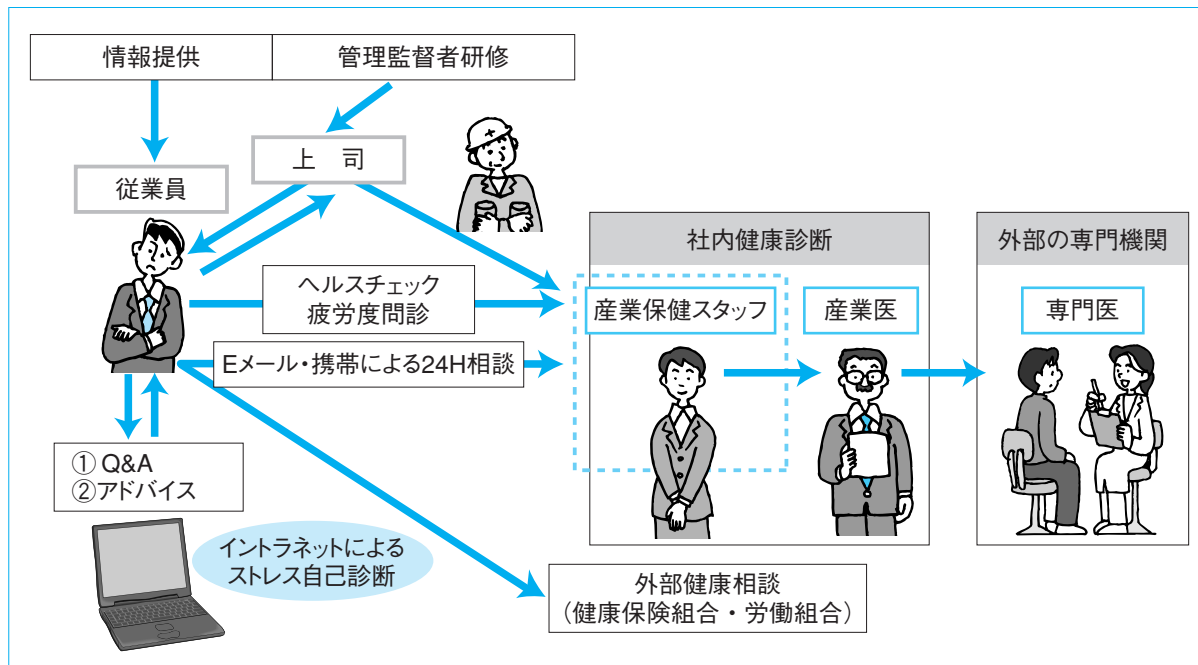 情報提供
管理監督者研修
上　司
従業員
社内健康診断
外部の専門機関
ヘルスチェック
疲労度問診
産業保健スタッフ
産業医
専門医
Eメール・携帯による24H相談
① Q&A
②アドバイス
イントラネットによる
ストレス自己診断
外部健康相談
（健康保険組合・労働組合）